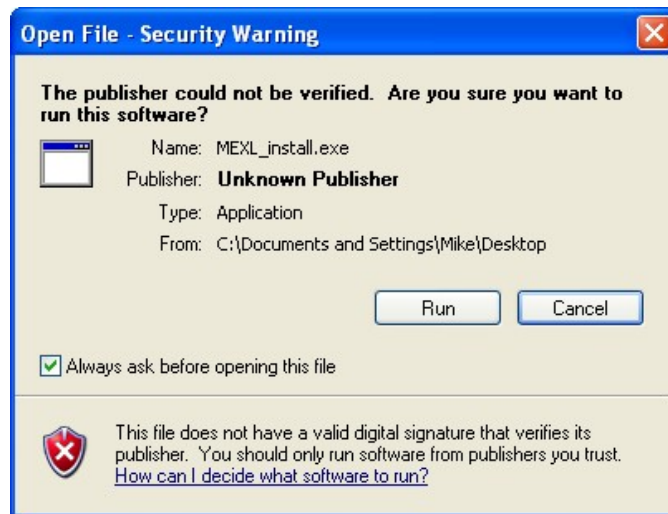 Open File - Security Warning
The publisher could not be verified.  Are you sure you want to
run this software?
Name: MEXL_install.exe
Publisher: Unknown Publisher
Type: Application
From: C:\Documents and Settings\Mike\Desktop
Run Cancel
Always ask before opening this file
This file does not have a valid digital signature that verifies its
publisher.  You should only run software from publishers you trust.
How can I decide what software to run?